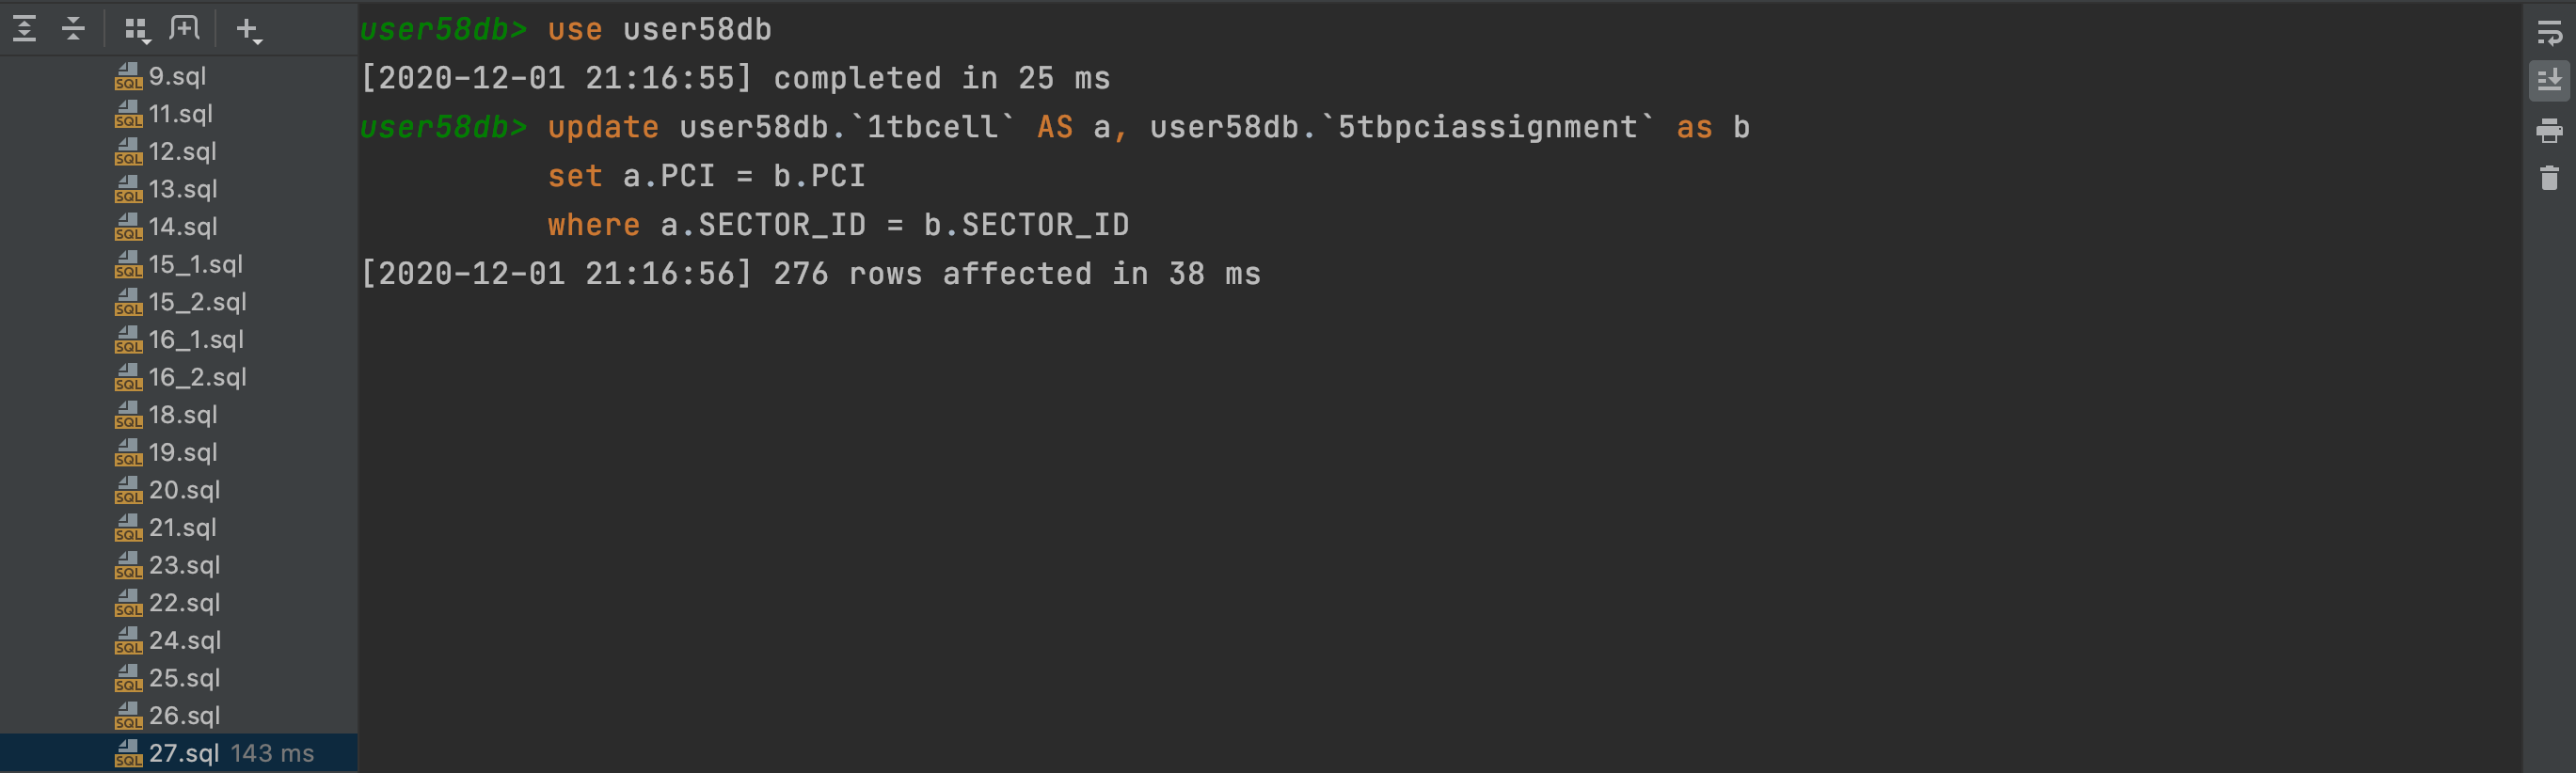 9.sql
11.sql
12.sql
13.sql
14.sql
15_1.sql
15_2.sql
16_1.sql
16_2.sql
18.sql
19.sql
20.sql
21.sql
23.sql
22.sql
24.sql
25.sql
26.sql
27.sql 143 ms
user58db> use user58db
[2020-12-01 21:16:55] completed in 25 ms
user58db> update user58db.`1tbcell` AS a, user58db.`5tbpciassignment` as b
set a.PCI = b.PCI
where a.SECTOR_ID = b.SECTOR_ID
[2020-12-01 21:16:56] 276 rows affected in 38 ms